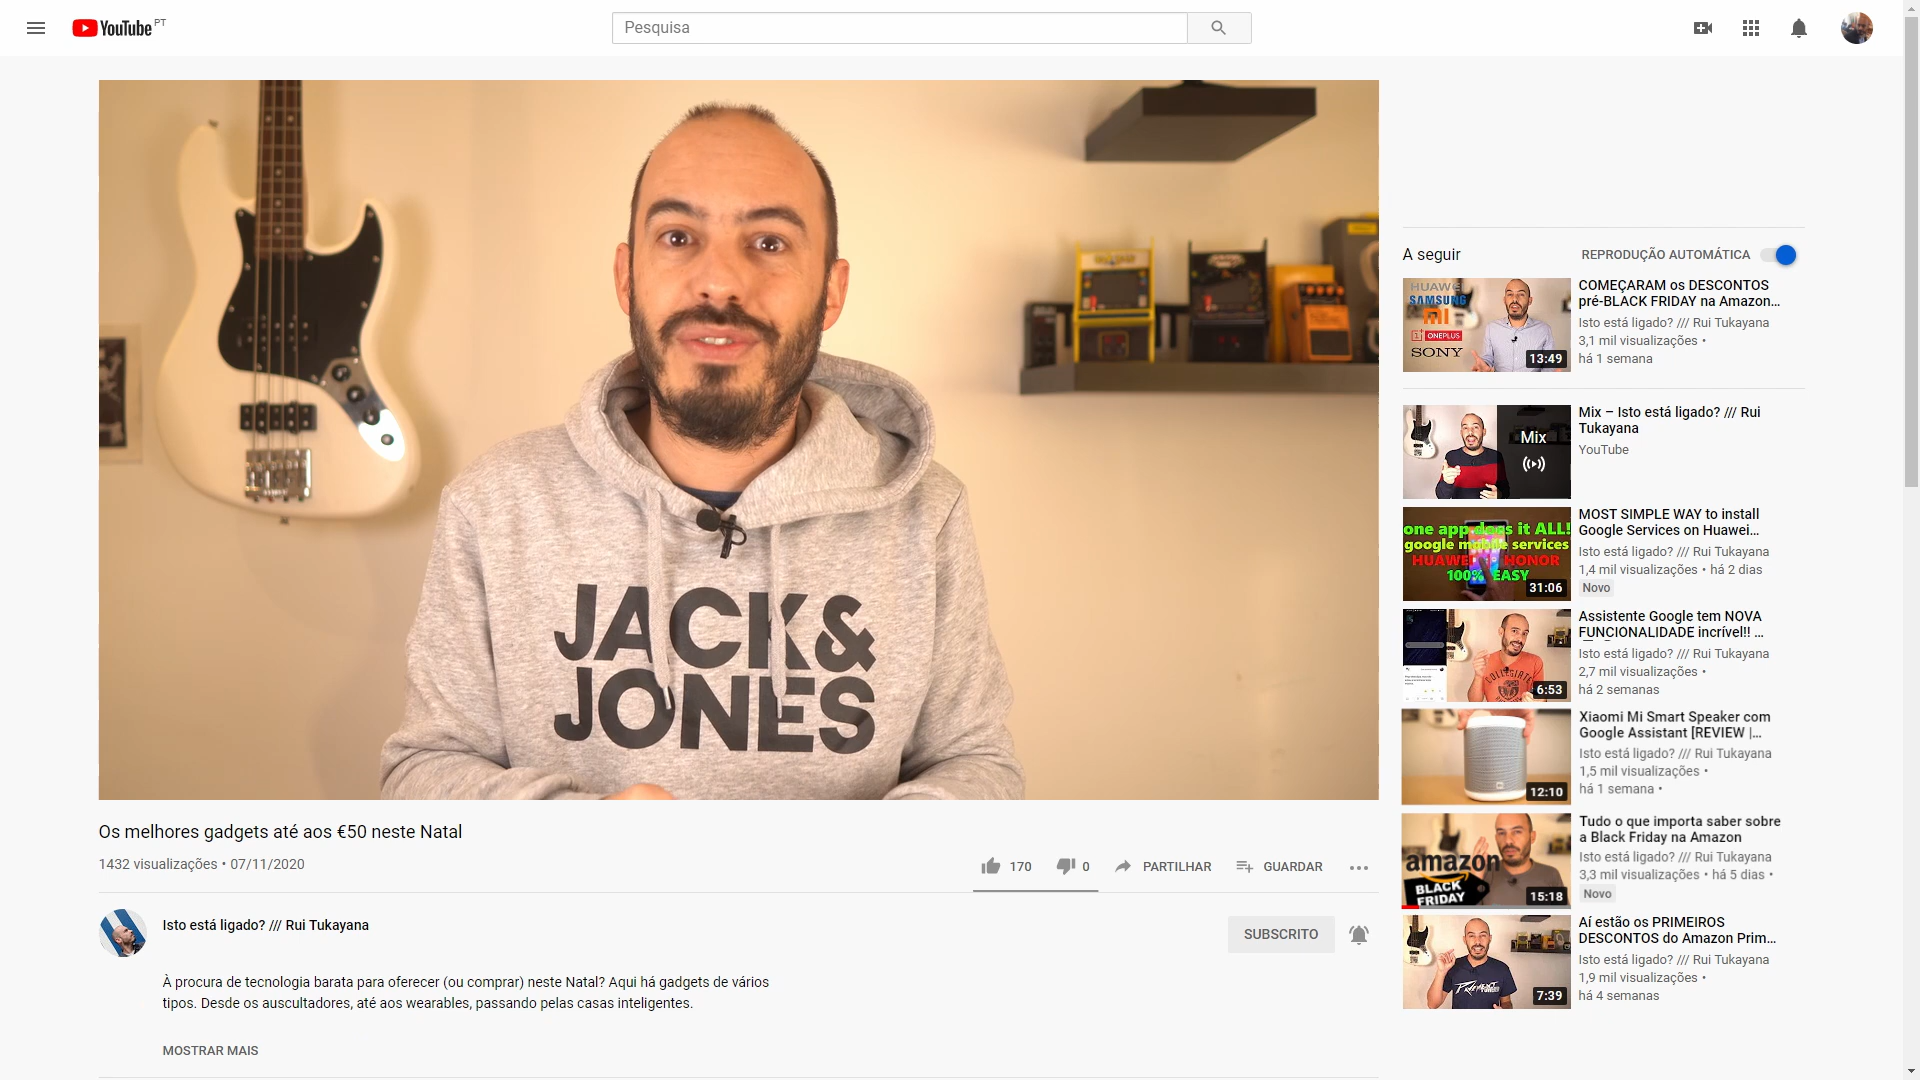 YouTube PT
Pesquisa
JACK&
JONES
Os melhores gadgets até aos €50 neste Natal
1432 visualizações • 07/11/2020
170
0
PARTILHAR
GUARDAR
Isto está ligado? /// Rui Tukayana
SUBSCRITO
À procura de tecnologia barata para oferecer (ou comprar) neste Natal? Aqui há gadgets de vários
tipos. Desde os auscultadores, até aos wearables, passando pelas casas inteligentes.
MOSTRAR MAIS
A seguir
REPRODUÇÃO AUTOMÁTICA
HUAWE
SAMSUNG
MI
ONEPLUS
SONY
13:49
COMEÇARAM os DESCONTOS
pré-BLACK FRIDAY na Amazon...
Isto está ligado? /// Rui Tukayana
3,1 mil visualizações •
há 1 semana
Mix
Mix – Isto está ligado? /// Rui
Tukayana
YouTube
one app does it ALL!
google mobile services
HUAWEI HONOR
100% EASY
31:06
MOST SIMPLE WAY to install
Google Services on Huawei...
Isto está ligado? /// Rui Tukayana
1,4 mil visualizações • há 2 dias
Novo
COLLEGIATE
6:53
Assistente Google tem NOVA
FUNCIONALIDADE incrível!! ...
Isto está ligado? /// Rui Tukayana
2,7 mil visualizações •
há 2 semanas
12:10
Xiaomi Mi Smart Speaker com
Google Assistant [REVIEW |...
Isto está ligado? /// Rui Tukayana
1,5 mil visualizações •
há 1 semana •
amazon
BLACK
FRIDAY
15:18
Tudo o que importa saber sobre
a Black Friday na Amazon
Isto está ligado? /// Rui Tukayana
3,3 mil visualizações • há 5 dias •
Novo
7:39
Aí estão os PRIMEIROS
DESCONTOS do Amazon Prim...
Isto está ligado? /// Rui Tukayana
1,9 mil visualizações •
há 4 semanas